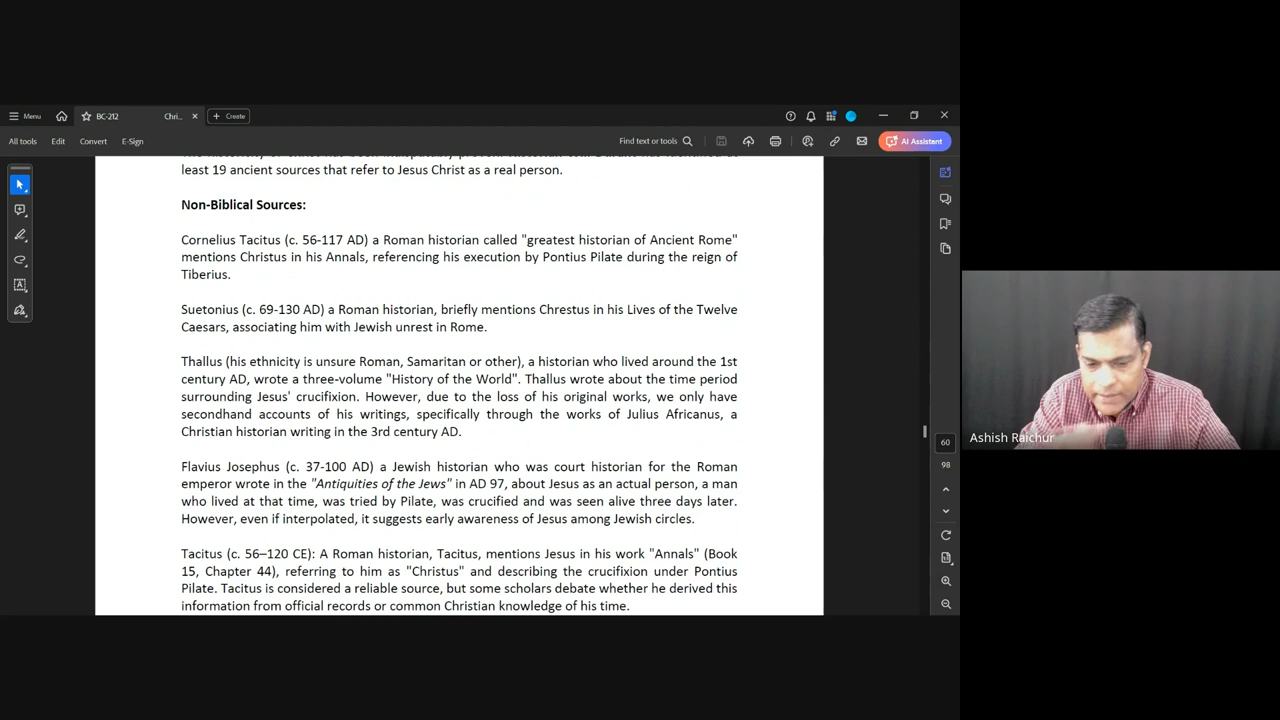 BC-212
Chri...
Create
Menu
All tools
Edit
Convert
E-Sign
Find text or tools
AI Assistant
least 19 ancient sources that refer to Jesus Christ as a real person.
Non-Biblical Sources:
Cornelius Tacitus (c. 56-117 AD) a Roman historian called "greatest historian of Ancient Rome"
mentions Christus in his Annals, referencing his execution by Pontius Pilate during the reign of
Tiberius.
Suetonius (c. 69-130 AD) a Roman historian, briefly mentions Chrestus in his Lives of the Twelve
Caesars, associating him with Jewish unrest in Rome.
Thallus (his ethnicity is unsure Roman, Samaritan or other), a historian who lived around the 1st
century AD, wrote a three-volume "History of the World". Thallus wrote about the time period
surrounding Jesus' crucifixion. However, due to the loss of his original works, we only have
secondhand accounts of his writings, specifically through the works of Julius Africanus, a
Christian historian writing in the 3rd century AD.
Flavius Josephus (c. 37-100 AD) a Jewish historian who was court historian for the Roman
emperor wrote in the "Antiquities of the Jews" in AD 97, about Jesus as an actual person, a man
who lived at that time, was tried by Pilate, was crucified and was seen alive three days later.
However, even if interpolated, it suggests early awareness of Jesus among Jewish circles.
Tacitus (c. 56–120 CE): A Roman historian, Tacitus, mentions Jesus in his work "Annals" (Book
15, Chapter 44), referring to him as "Christus" and describing the crucifixion under Pontius
Pilate. Tacitus is considered a reliable source, but some scholars debate whether he derived this
information from official records or common Christian knowledge of his time.
60
98
Ashish Raichur